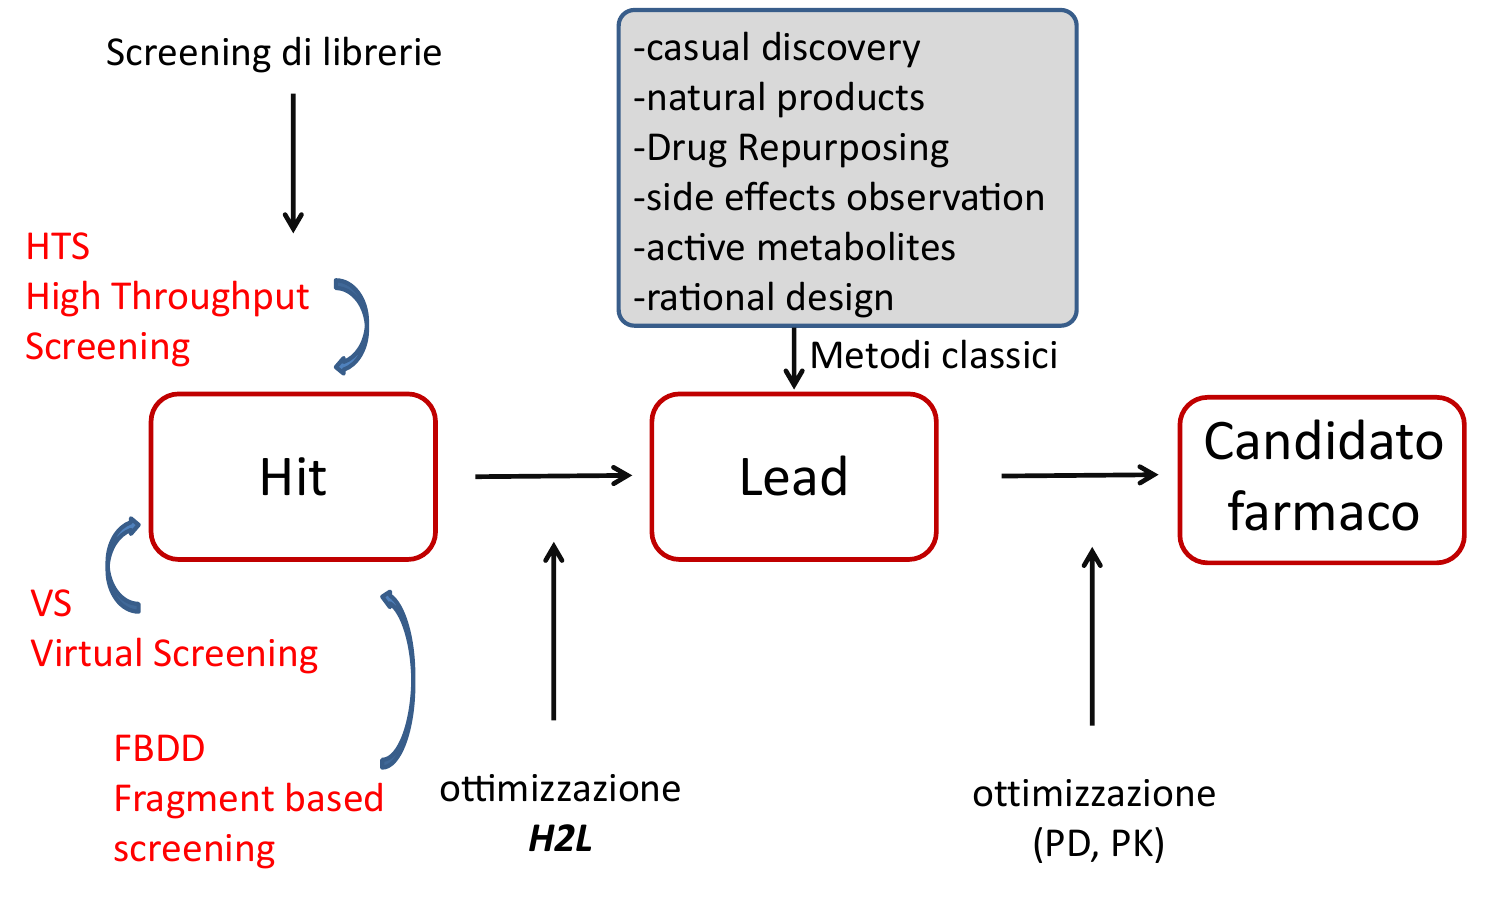 Screening di librerie
-casual discovery
-natural products
-Drug Repurposing
-side effects observation
-active metabolites
-rational design
HTS
High Throughput
Screening
Metodi classici
Hit
Lead
Candidato
farmaco
VS
Virtual Screening
FBDD
Fragment based
screening
ottimizzazione
H2L
ottimizzazione
(PD, PK)